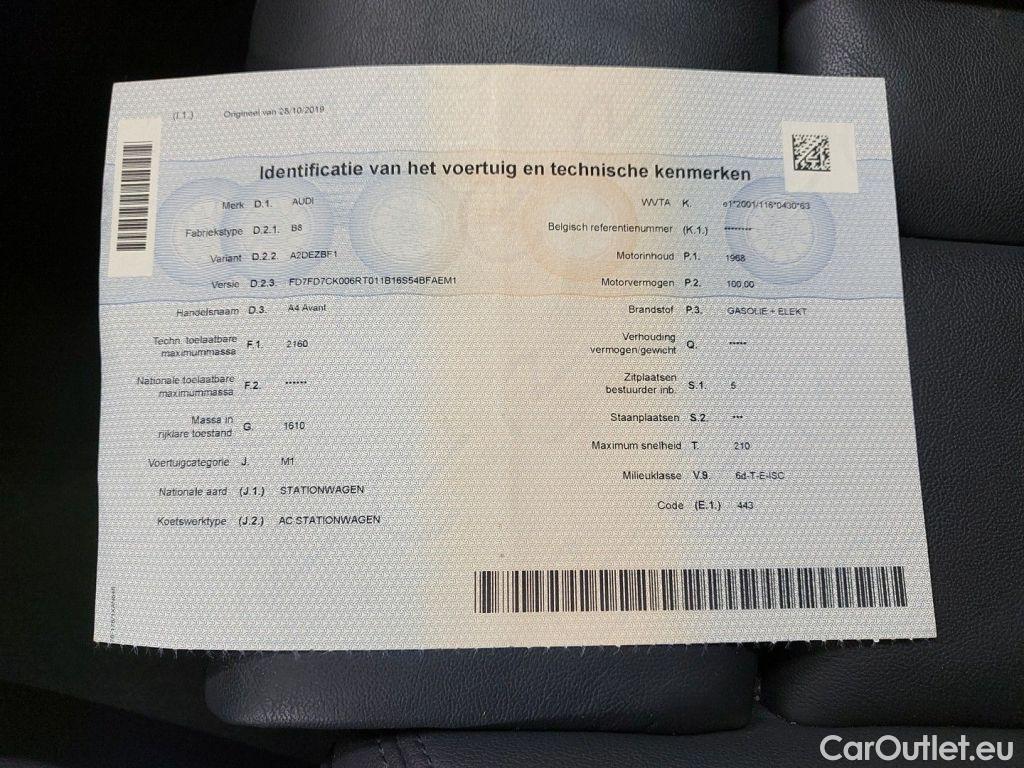 (I.1.) Origineel van 28/10/2019
Identificatie van het voertuig en technische kenmerken
Merk D.1. AUDI
Fabriekstype D.2.1. B8
Variant D.2.2. A2DEZBF1
Versie D.2.3. FD7FD7CK006RT011B16S54BFAEM1
Handelsnaam D.3. A4 Avant
Techn. toelaatbare
maximummassa F.1. 2160
Nationale toelaatbare
maximummassa F.2. ******
Massa in
rijklare toestand G. 1610
Voertuigcategorie J. M1
Nationale aard (J.1.) STATIONWAGEN
Koetswerktype (J.2.) AC STATIONWAGEN
WVTA K. e1*2001/116*0430*63
Belgisch referentienummer (K.1.) ********
Motorinhoud P.1. 1968
Motorvermogen P.2. 100,00
Brandstof P.3. GASOLIE + ELEKT
Verhouding
vermogen/gewicht Q. *****
Zitplaatsen
bestuurder inb. S.1. 5
Staanplaatsen S.2. ***
Maximum snelheid T. 210
Milieuklasse V.9. 6d-T-E-ISC
Code (E.1.) 443
CarOutlet.eu